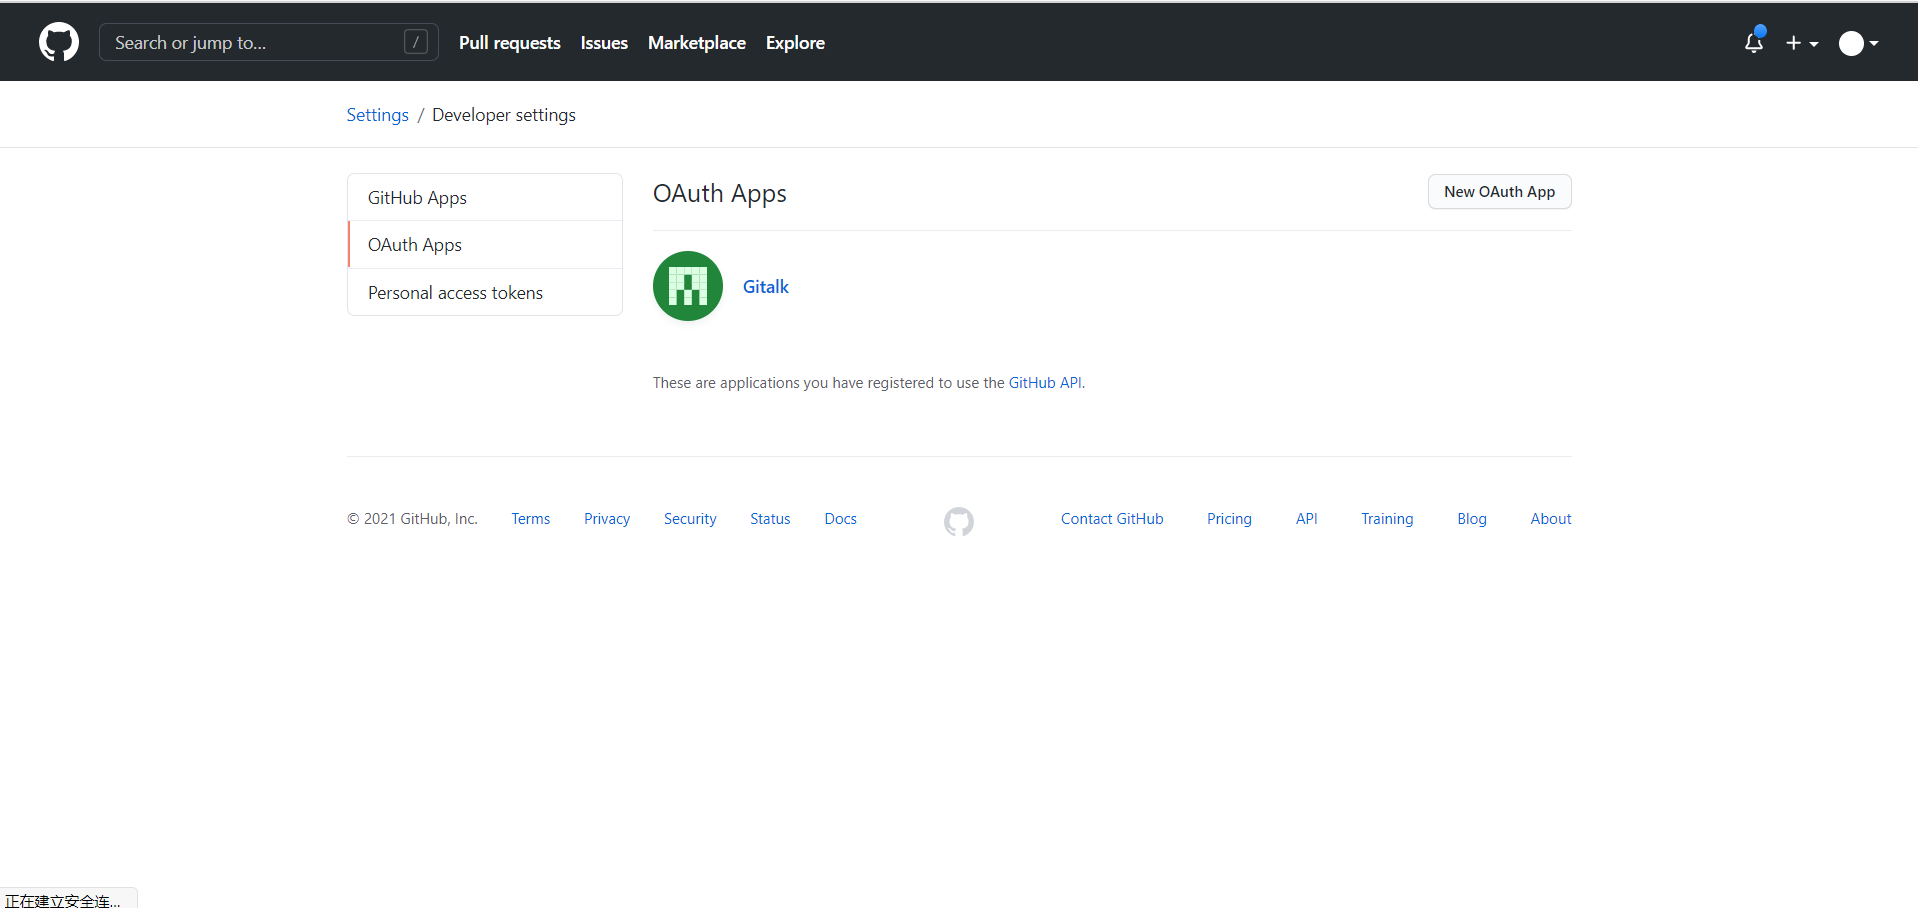 Search or jump to... /
Pull requests Issues Marketplace Explore
Settings / Developer settings
GitHub Apps
OAuth Apps
Personal access tokens
OAuth Apps
New OAuth App
Gitalk
These are applications you have registered to use the GitHub API.
© 2021 GitHub, Inc. Terms Privacy Security Status Docs Contact GitHub Pricing API Training Blog About
正在建立安全连...